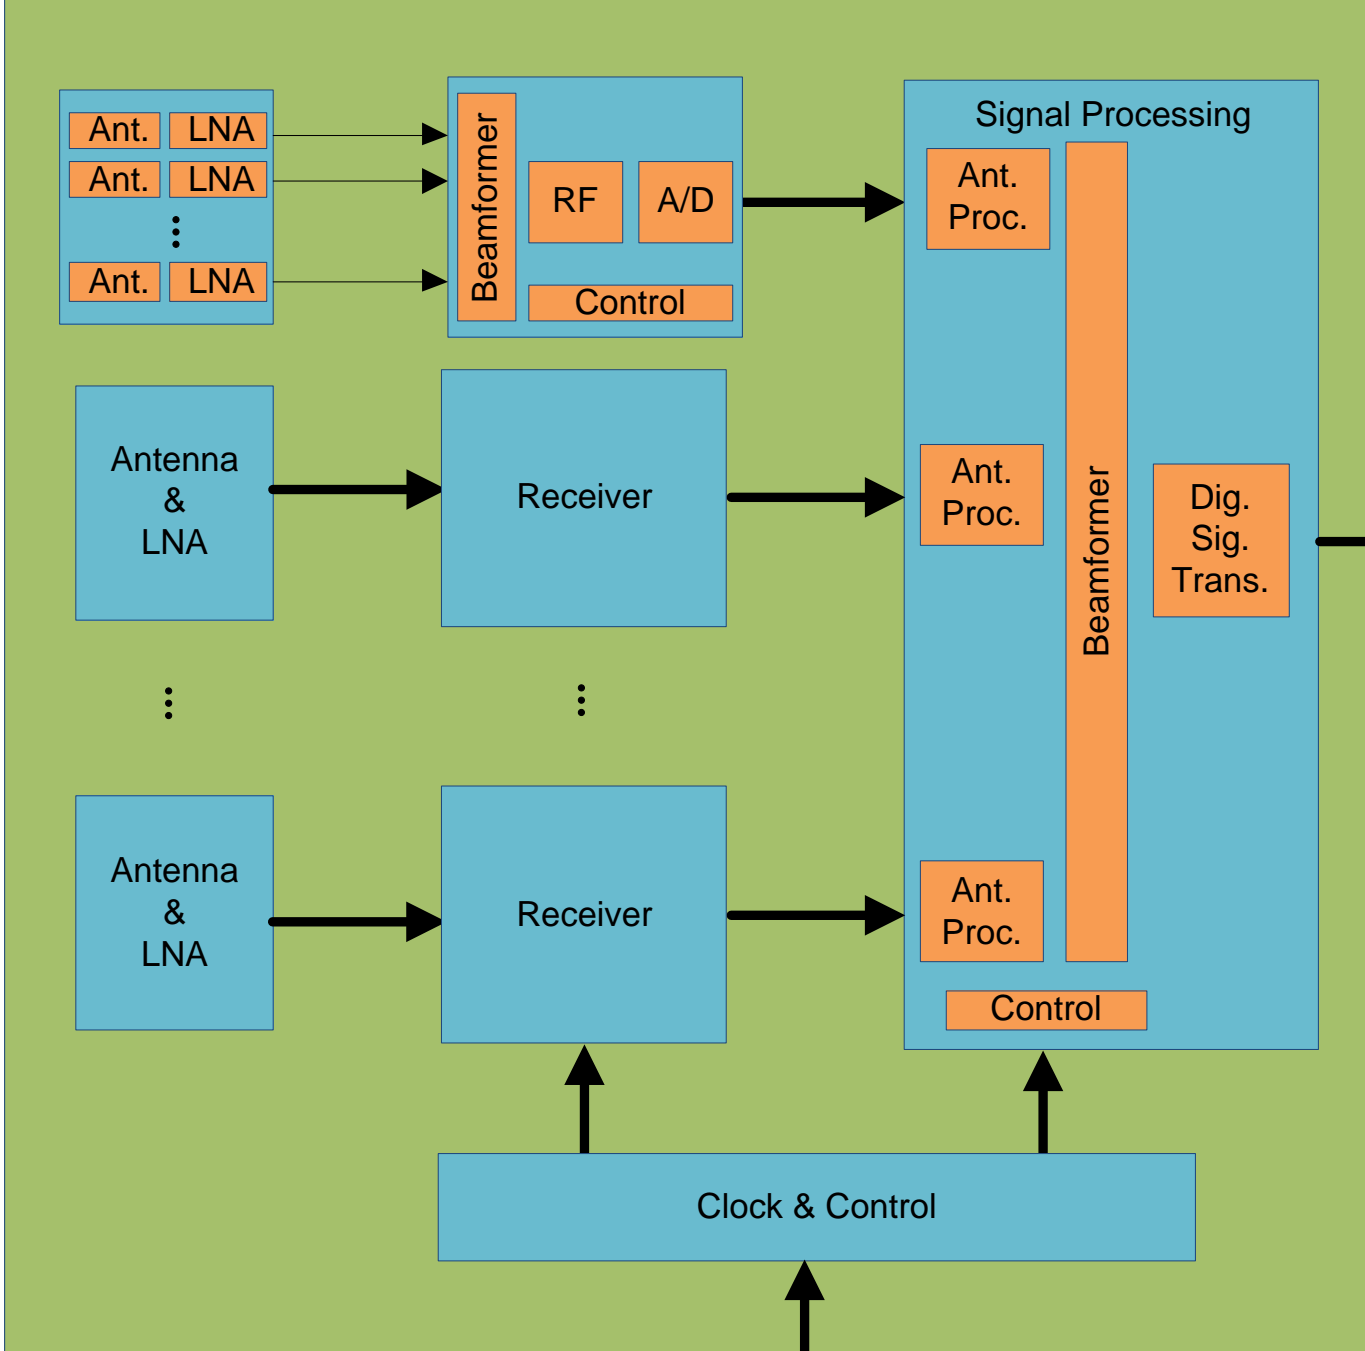 Ant.
LNA
Ant.
LNA
Ant.
LNA
Beamformer
RF
A/D
Control
Signal Processing
Ant.
Proc.
Antenna
&
LNA
Receiver
Ant.
Proc.
Beamformer
Dig.
Sig.
Trans.
Antenna
&
LNA
Receiver
Ant.
Proc.
Control
Clock & Control